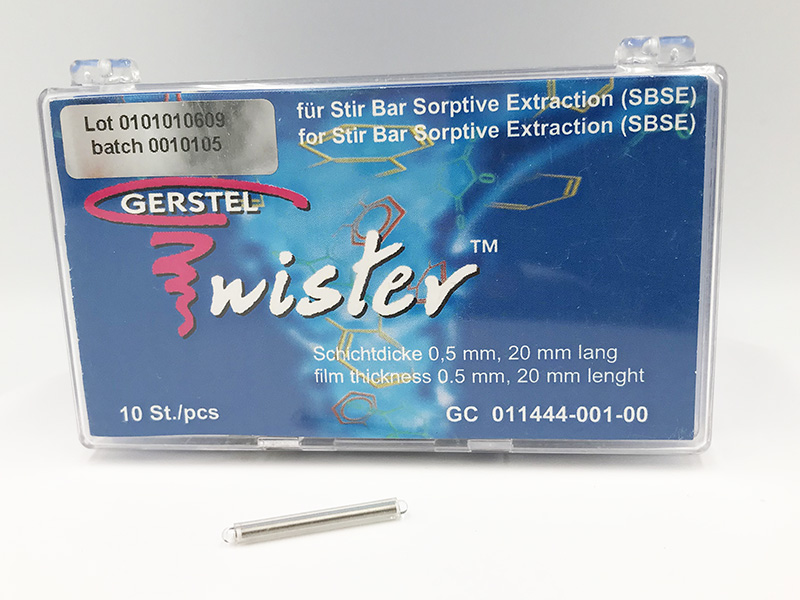 Lot 0101010609
batch 0010105
für Stir Bar Sorptive Extraction (SBSE)
for Stir Bar Sorptive Extraction (SBSE)
GERSTEL
Twister™
Schichtdicke 0,5 mm, 20 mm lang
film thickness 0.5 mm, 20 mm lenght
10 St./pcs
GC 011444-001-00